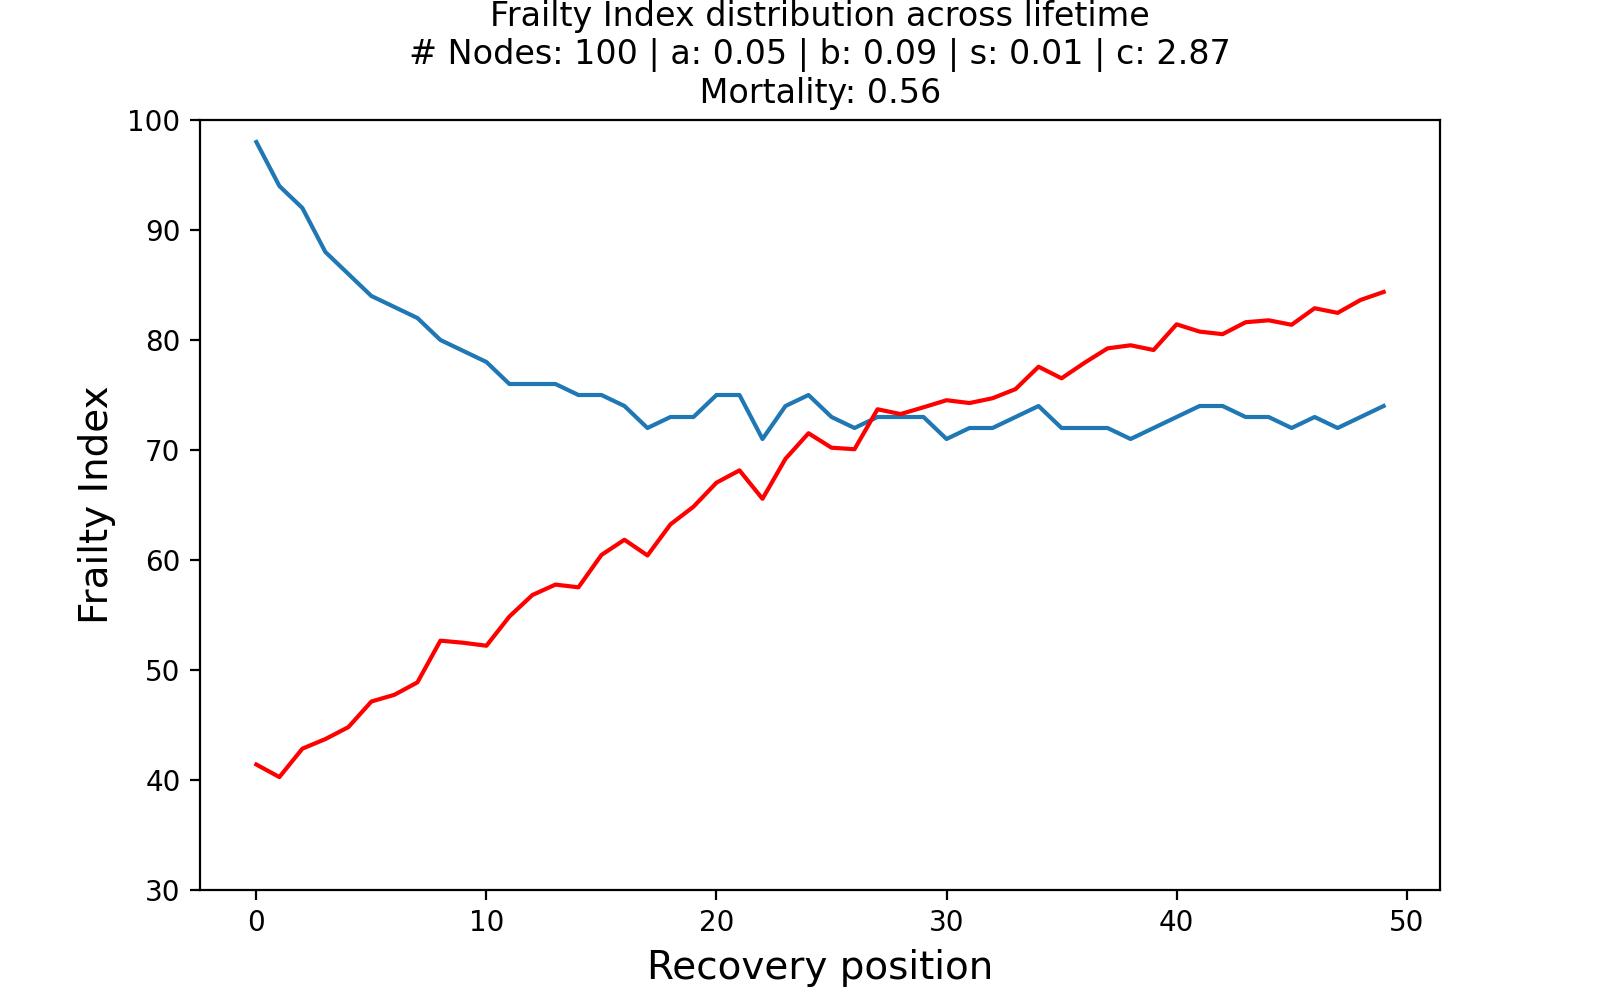 Frailty Index distribution across lifetime
# Nodes: 100 | a: 0.05 | b: 0.09 | s: 0.01 | c: 2.87
Mortality: 0.56
100
90
80
70
60
50
40
30
Frailty Index
0 10 20 30 40 50
Recovery position